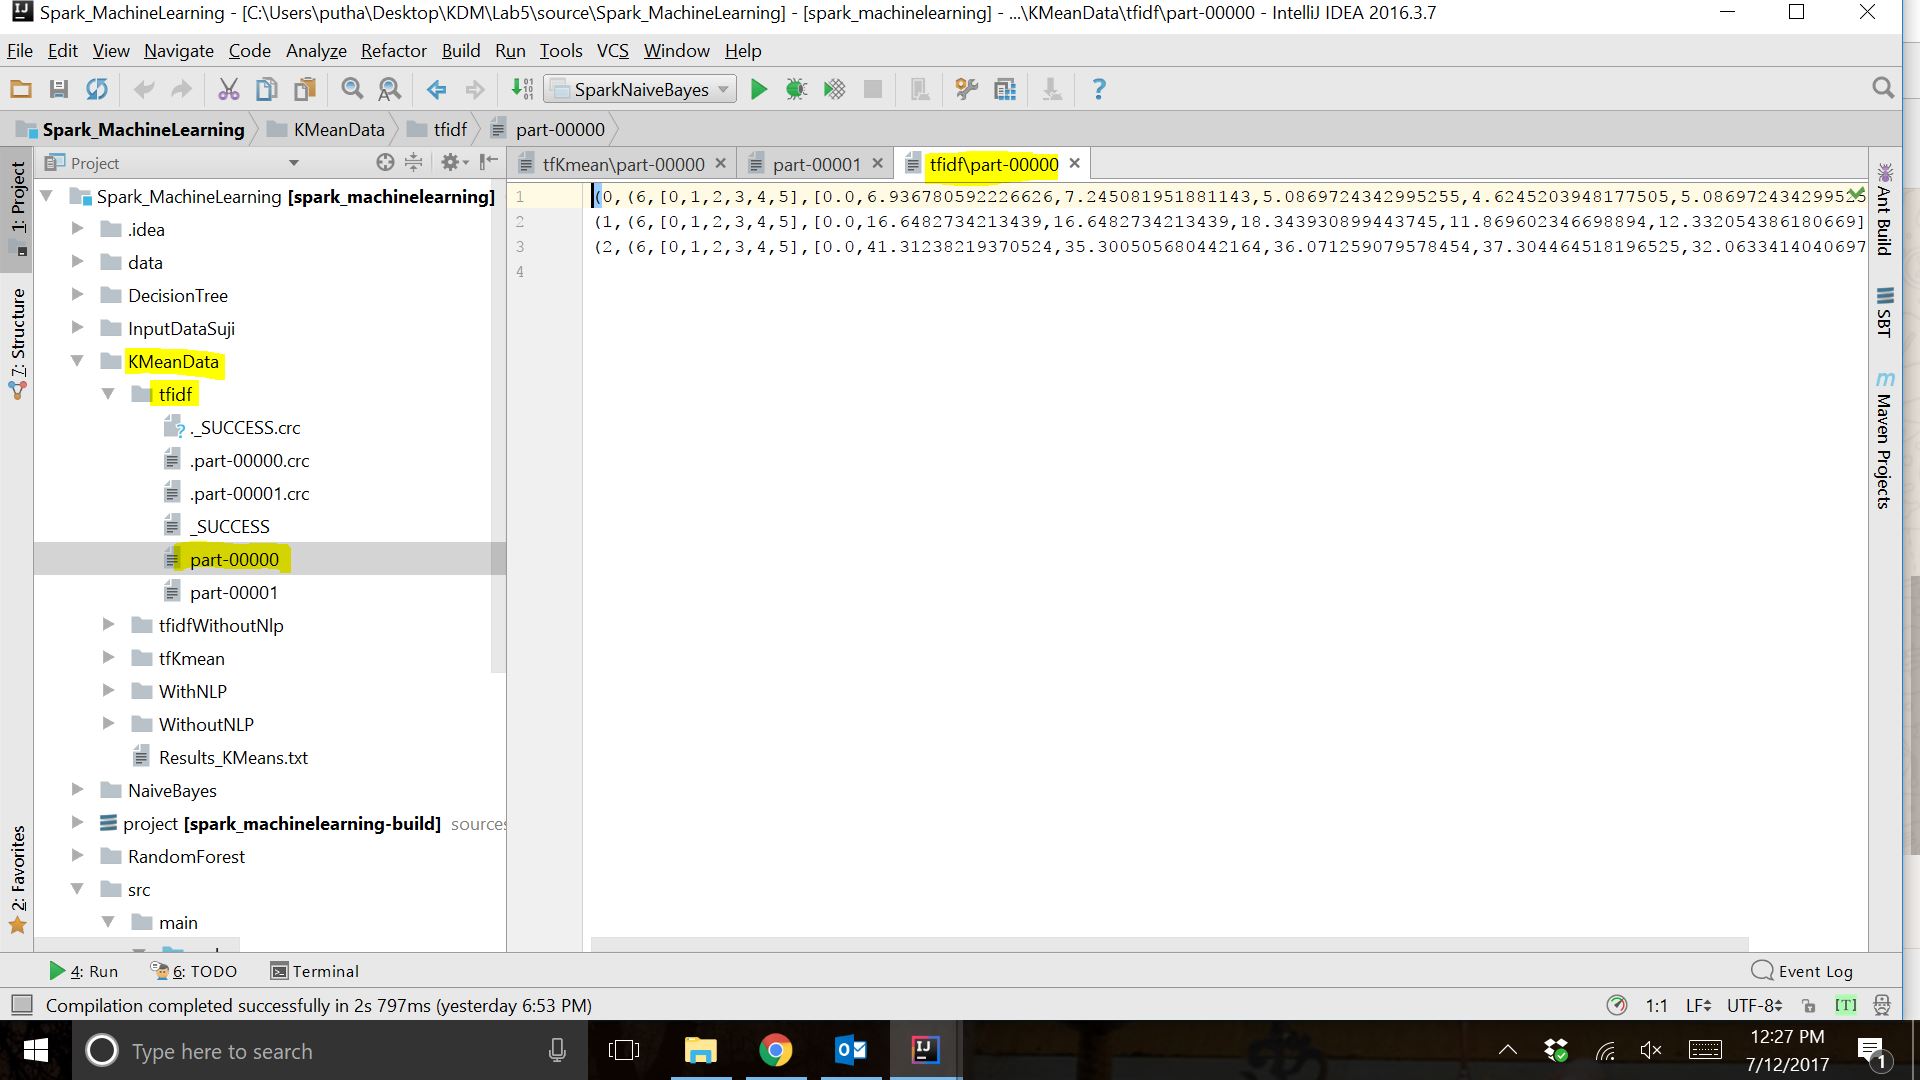 Spark_MachineLearning - [C:\Users\putha\Desktop\KDM\Lab5\source\Spark_MachineLearning] - [spark_machinelearning] - ...\KMeanData\tfidf\part-00000 - IntelliJ IDEA 2016.3.7
File Edit View Navigate Code Analyze Refactor Build Run Tools VCS Window Help
SparkNaiveBayes
Spark_MachineLearning KMeanData tfidf part-00000
Project
tfKmean\part-00000 part-00001 tfidf\part-00000
1: Project
7: Structure
2: Favorites
Spark_MachineLearning [spark_machinelearning]
.idea
data
DecisionTree
InputDataSuji
KMeanData
tfidf
._SUCCESS.crc
.part-00000.crc
.part-00001.crc
_SUCCESS
part-00000
part-00001
tfidfWithoutNlp
tfKmean
WithNLP
WithoutNLP
Results_KMeans.txt
NaiveBayes
project [spark_machinelearning-build] sources
RandomForest
src
main
1 (0,(6,[0,1,2,3,4,5],[0.0,6.936780592226626,7.245081951881143,5.0869724342995255,4.6245203948177505,5.086972434299525
2 (1,(6,[0,1,2,3,4,5],[0.0,16.6482734213439,16.6482734213439,18.343930899443745,11.869602346698894,12.332054386180669]
3 (2,(6,[0,1,2,3,4,5],[0.0,41.31238219370524,35.300505680442164,36.071259079578454,37.304464518196525,32.0633414040697
4
Ant Build
SBT
Maven Projects
4: Run 6: TODO Terminal Event Log
Compilation completed successfully in 2s 797ms (yesterday 6:53 PM) 1:1 LF UTF-8 [T]
Type here to search
12:27 PM
7/12/2017
1